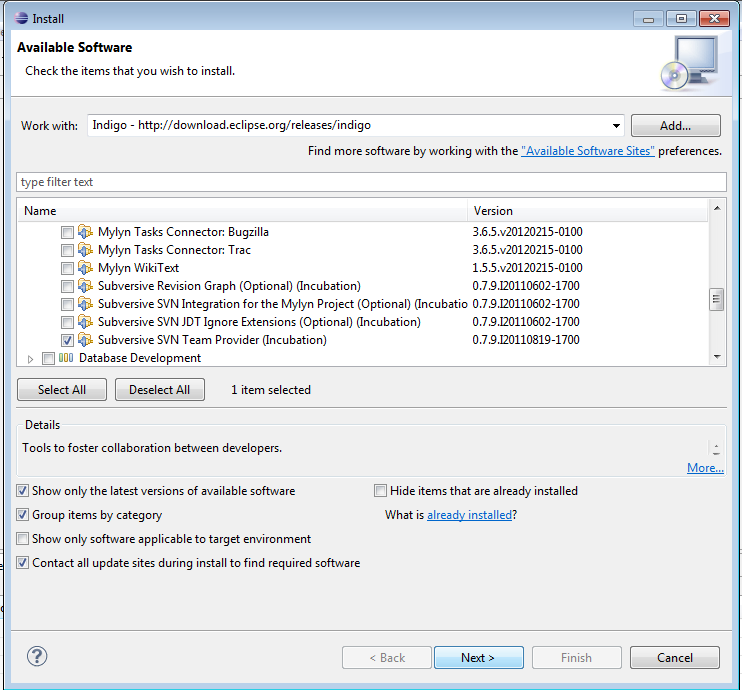 Install
Available Software
Check the items that you wish to install.
Work with: Indigo - http://download.eclipse.org/releases/indigo Add...
Find more software by working with the "Available Software Sites" preferences.
type filter text
Name Version
Mylyn Tasks Connector: Bugzilla 3.6.5.v20120215-0100
Mylyn Tasks Connector: Trac 3.6.5.v20120215-0100
Mylyn WikiText 1.5.5.v20120215-0100
Subversive Revision Graph (Optional) (Incubation) 0.7.9.I20110602-1700
Subversive SVN Integration for the Mylyn Project (Optional) (Incubatio 0.7.9.I20110602-1700
Subversive SVN JDT Ignore Extensions (Optional) (Incubation) 0.7.9.I20110602-1700
Subversive SVN Team Provider (Incubation) 0.7.9.I20110819-1700
Database Development
Select All Deselect All 1 item selected
Details
Tools to foster collaboration between developers.
More...
Show only the latest versions of available software Hide items that are already installed
Group items by category What is already installed?
Show only software applicable to target environment
Contact all update sites during install to find required software
? < Back Next > Finish Cancel